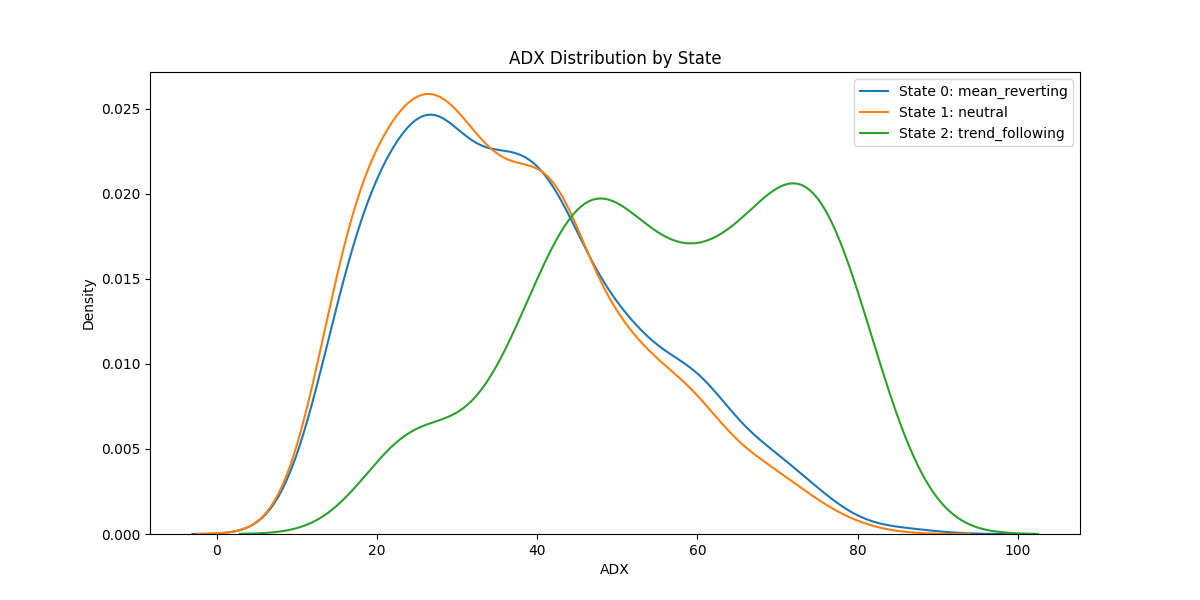 ADX Distribution by State
State 0: mean_reverting
State 1: neutral
State 2: trend_following
Density
0.025
0.020
0.015
0.010
0.005
0.000
0 20 40 60 80 100
ADX